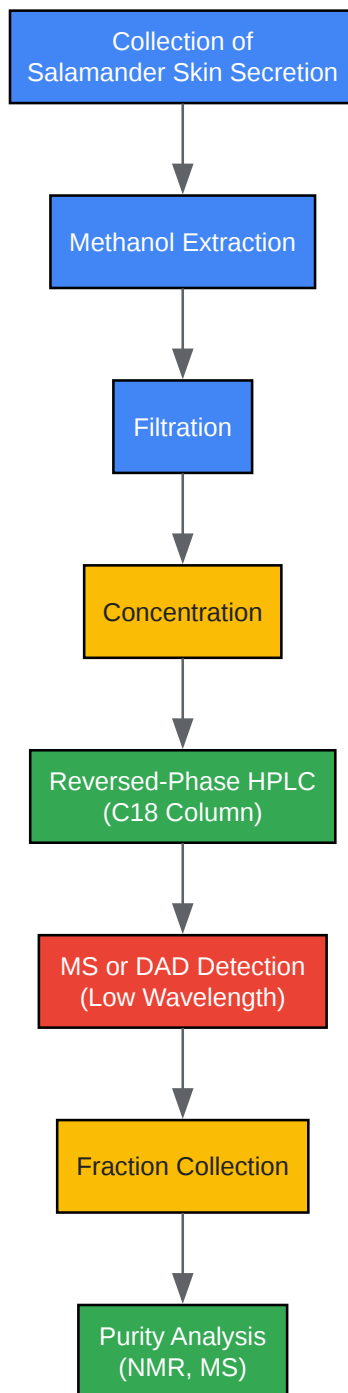 Collection of
Salamander Skin Secretion
Methanol Extraction
Filtration
Concentration
Reversed-Phase HPLC
(C18 Column)
MS or DAD Detection
(Low Wavelength)
Fraction Collection
Purity Analysis
(NMR, MS)